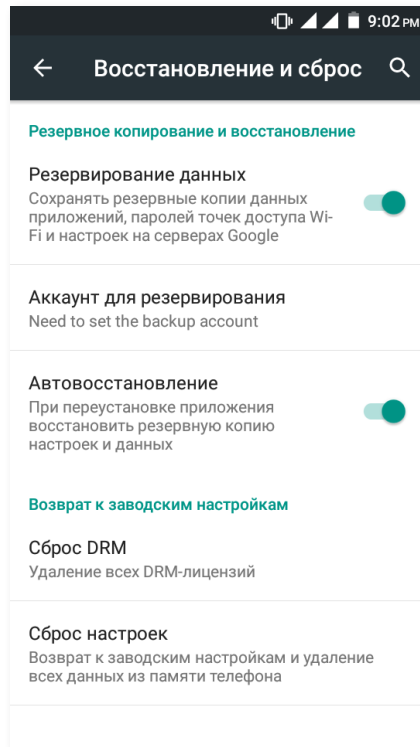 9:02 PM
Восстановление и сброс
Резервное копирование и восстановление
Резервирование данных
Сохранять резервные копии данных
приложений, паролей точек доступа Wi-
Fi и настроек на серверах Google
Аккаунт для резервирования
Need to set the backup account
Автовосстановление
При переустановке приложения
восстановить резервную копию
настроек и данных
Возврат к заводским настройкам
Сброс DRM
Удаление всех DRM-лицензий
Сброс настроек
Возврат к заводским настройкам и удаление
всех данных из памяти телефона